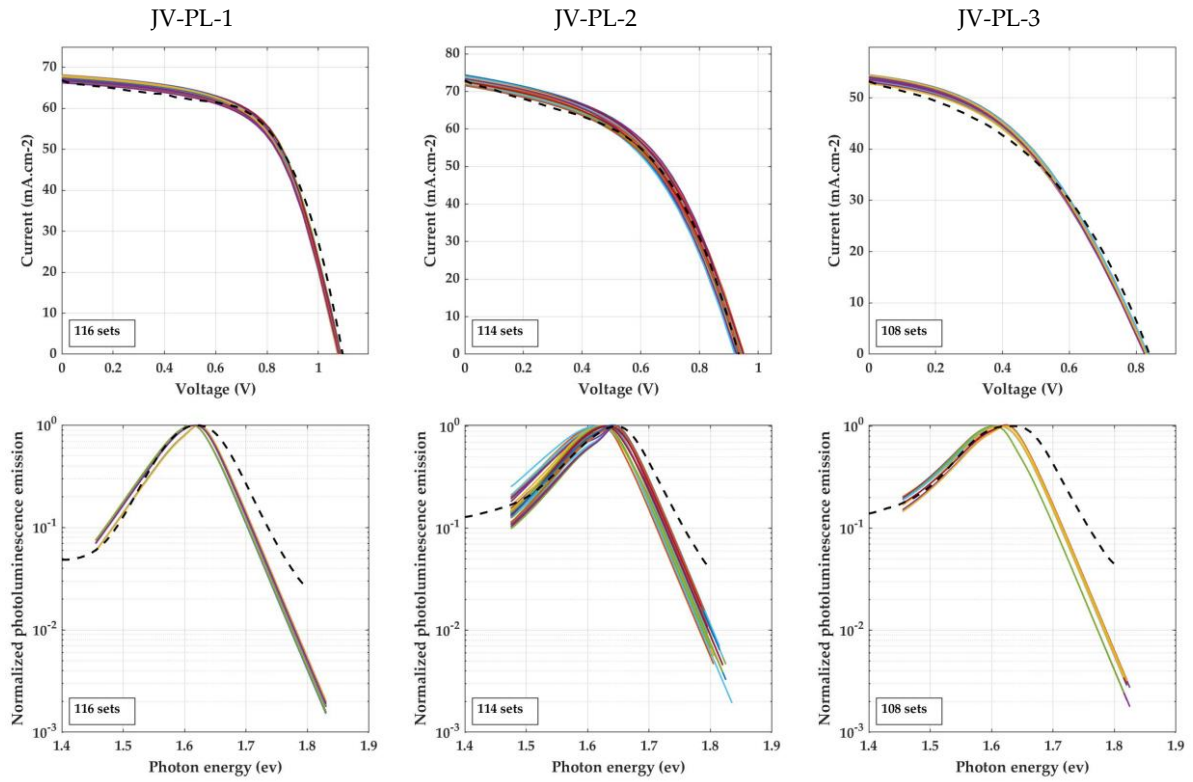 JV-PL-1 JV-PL-2 JV-PL-3
Current (mA.cm-2)
70
60
50
40
30
20
10
0
116 sets
0 0.2 0.4 0.6 0.8 1
Voltage (V)
Current (mA.cm-2)
80
70
60
50
40
30
20
10
0
114 sets
0 0.2 0.4 0.6 0.8 1
Voltage (V)
Current (mA.cm-2)
50
40
30
20
10
0
108 sets
0 0.2 0.4 0.6 0.8
Voltage (V)
Normalized photoluminescence emission
10^0
10^-1
10^-2
10^-3
116 sets
1.4 1.5 1.6 1.7 1.8 1.9
Photon energy (ev)
Normalized photoluminescence emission
10^0
10^-1
10^-2
10^-3
114 sets
1.4 1.5 1.6 1.7 1.8 1.9
Photon energy (ev)
Normalized photoluminescence emission
10^0
10^-1
10^-2
10^-3
108 sets
1.4 1.5 1.6 1.7 1.8 1.9
Photon energy (ev)